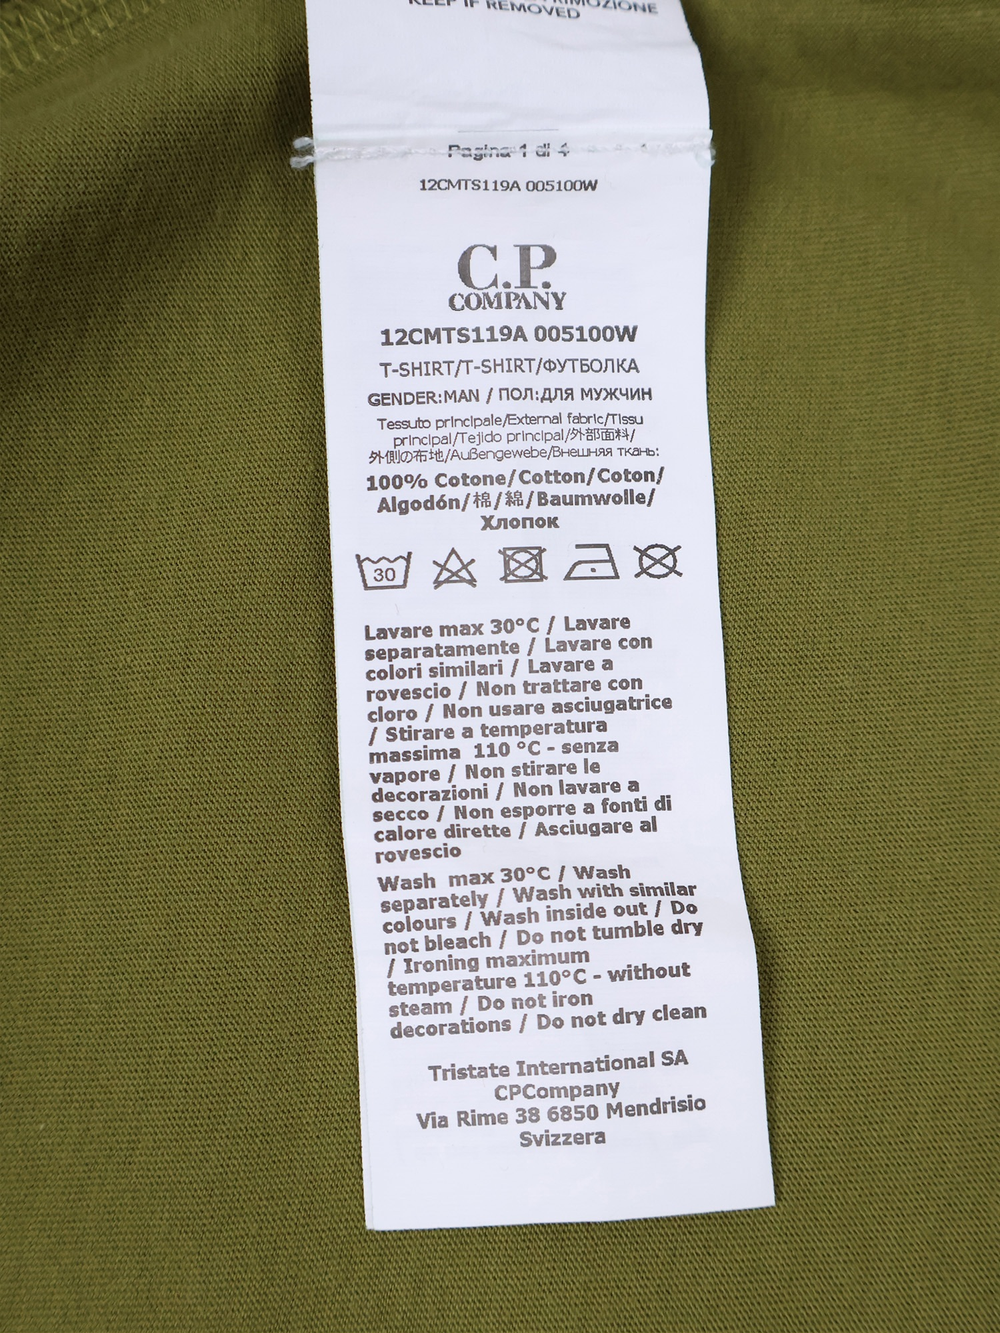 KEEP IF REMOVED
Pagina 1 di 4
12CMTS119A 005100W
C.P.
COMPANY
12CMTS119A 005100W
T-SHIRT/T-SHIRT/ФУТБОЛКА
GENDER:MAN / ПОЛ:ДЛЯ МУЖЧИН
Tessuto principale/External fabric/Tissu
principal/Tejido principal/外部面料/
外側の布地/Außengewebe/Внешняя ткань:
100% Cotone/Cotton/Coton/
Algodón/棉/綿/Baumwolle/
Хлопок
30
Lavare max 30°C / Lavare
separatamente / Lavare con
colori similari / Lavare a
rovescio / Non trattare con
cloro / Non usare asciugatrice
/ Stirare a temperatura
massima 110 °C - senza
vapore / Non stirare le
decorazioni / Non lavare a
secco / Non esporre a fonti di
calore dirette / Asciugare al
rovescio
Wash max 30°C / Wash
separately / Wash with similar
colours / Wash inside out / Do
not bleach / Do not tumble dry
/ Ironing maximum
temperature 110°C - without
steam / Do not iron
decorations / Do not dry clean
Tristate International SA
CPCompany
Via Rime 38 6850 Mendrisio
Svizzera